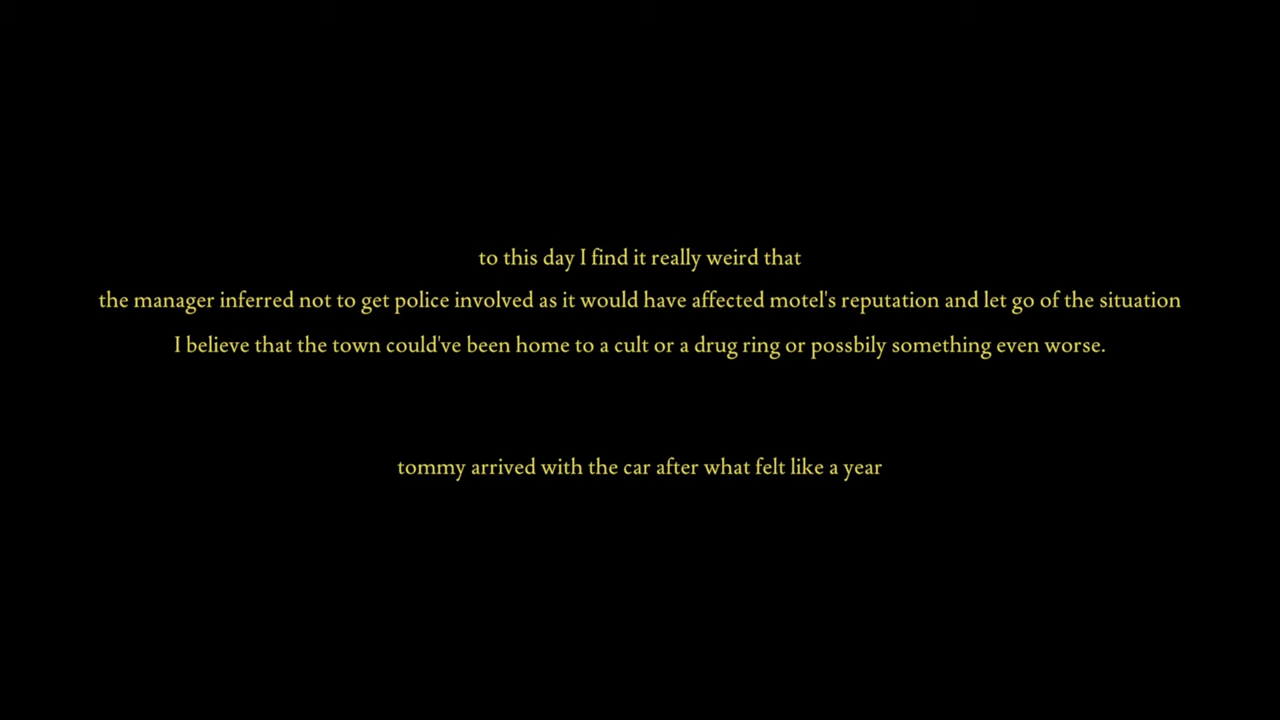 to this day I find it really weird that
the manager inferred not to get police involved as it would have affected motel's reputation and let go of the situation
I believe that the town could've been home to a cult or a drug ring or possbily something even worse.
tommy arrived with the car after what felt like a year